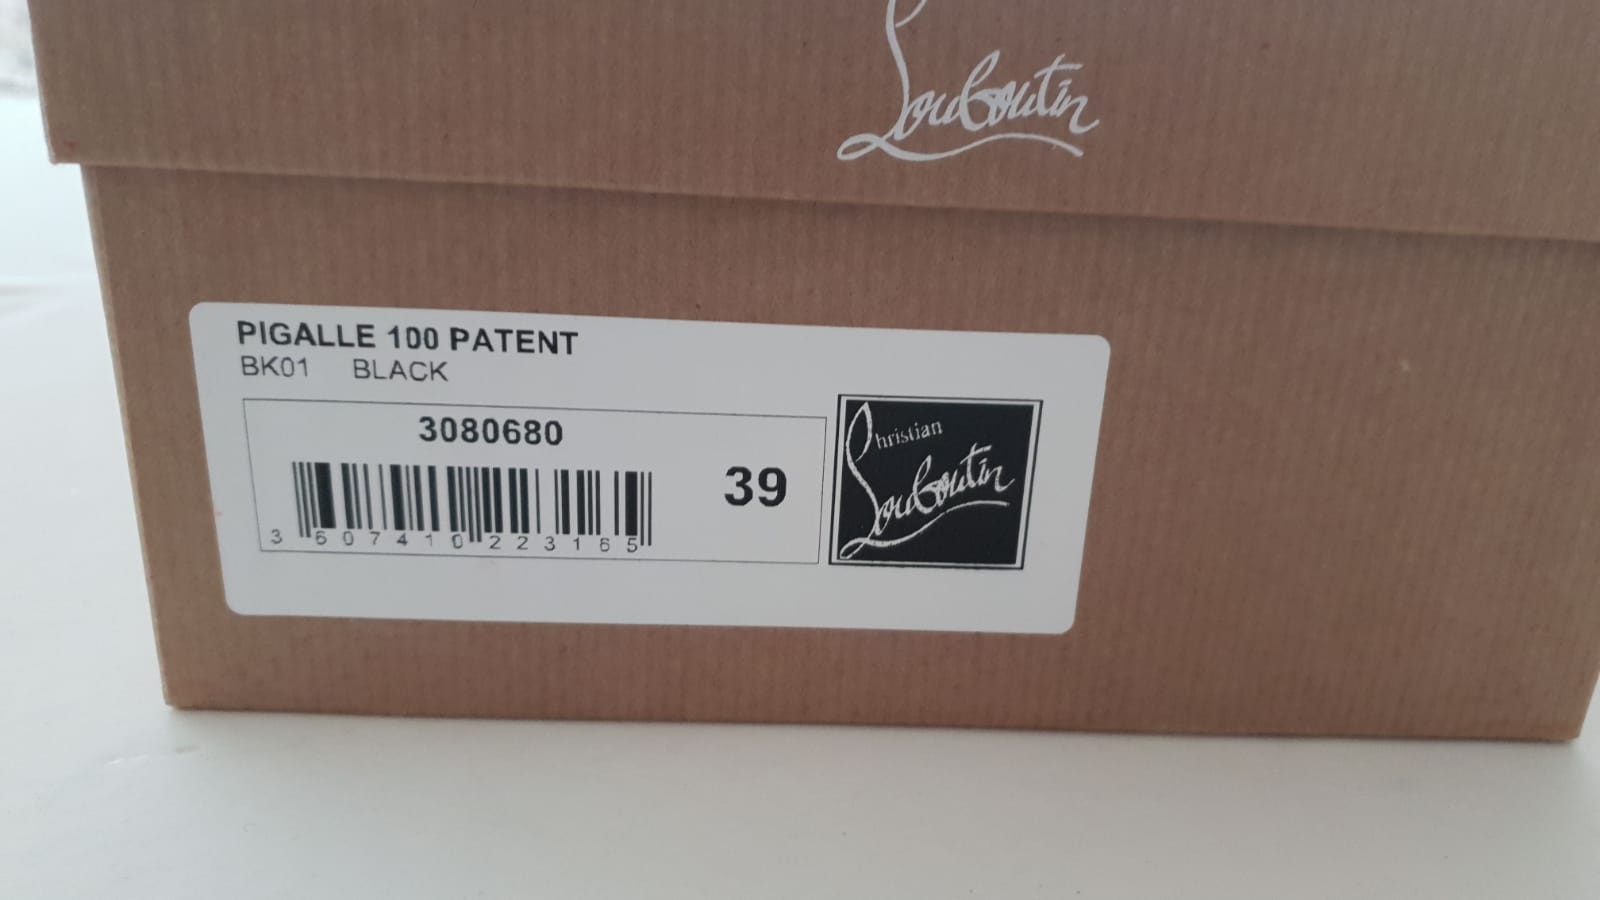 Louboutin
PIGALLE 100 PATENT
BK01 BLACK
3080680
39
3 607410 223165
Christian
Louboutin